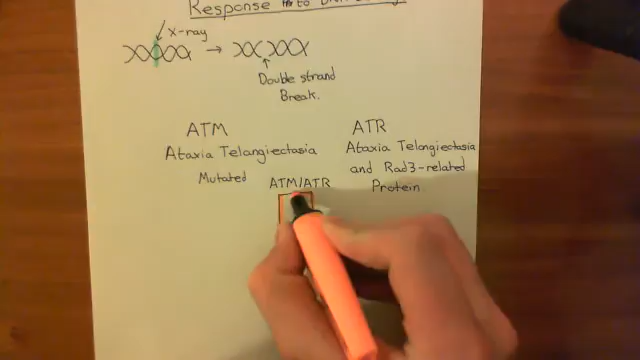 Response to DNA
X-ray
Double strand
Break.
ATM
Ataxia Telangiectasia
Mutated
ATR
Ataxia Telangiectasia
and Rad3-related
Protein
ATM/ATR